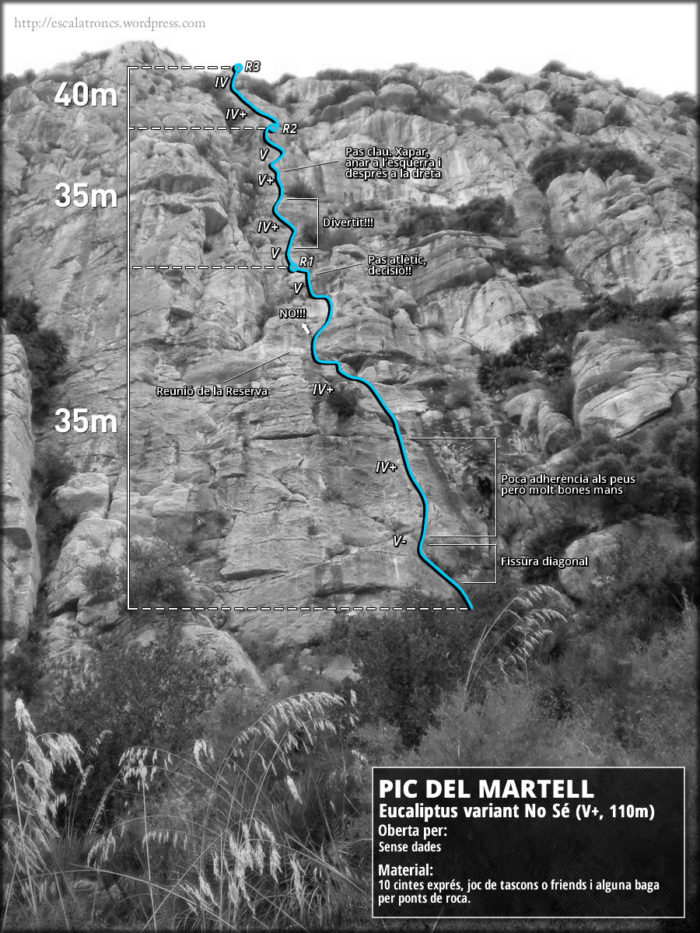 http://escalatroncs.wordpress.com
R3
40m
IV
IV+
R2
V
Pas clau. Xapar,
anar a l'esquerra i
després a la dreta
V+
35m
Divertit!!!
IV+
V
R1
Pas atlètic,
decisió!!
V
NO!!!
Reunió de la Reserva
IV+
35m
IV+
Poca adherència als peus
però molt bones mans
V-
Fissura diagonal
PIC DEL MARTELL
Eucaliptus variant No Sé (V+, 110m)
Oberta per:
Sense dades
Material:
10 cintes exprés, joc de tascons o friends i alguna baga
per ponts de roca.